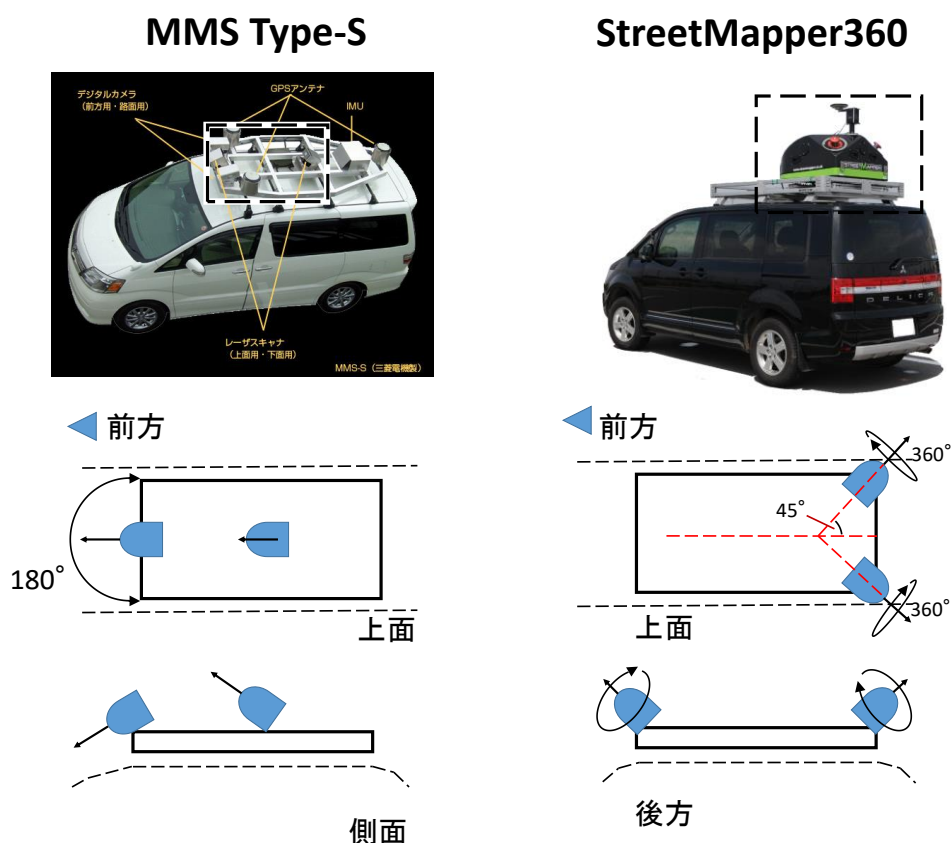 MMS Type-S
StreetMapper360
デジタルカメラ
(前方用・路面用)
GPSアンテナ
IMU
レーザスキャナ
(上面用・下面用)
MMS-S (三菱電機製)
DELICA
前方
180°
上面
側面
前方
360°
45°
360°
上面
後方